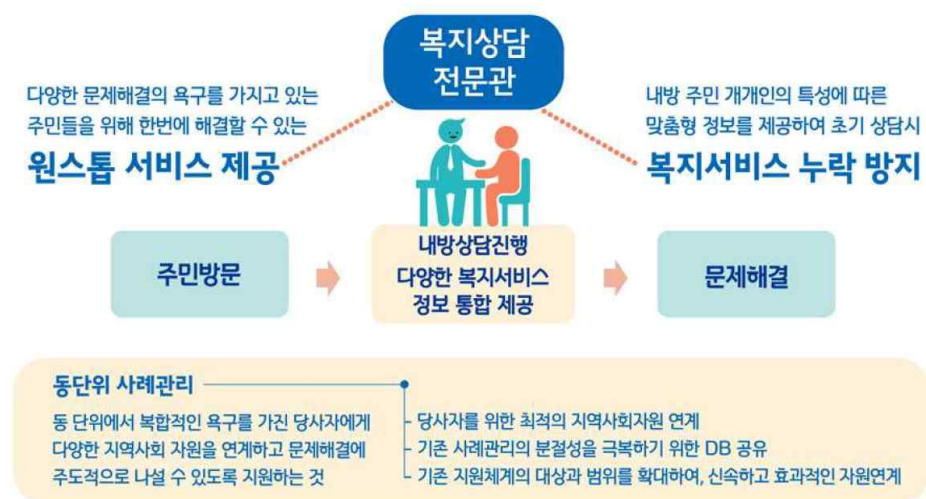 복지상담
전문관
다양한 문제해결의 욕구를 가지고 있는
주민들을 위해 한번에 해결할 수 있는
원스톱 서비스 제공
내방 주민 개개인의 특성에 따른
맞춤형 정보를 제공하여 초기 상담시
복지서비스 누락 방지
주민방문
내방상담진행
다양한 복지서비스
정보 통합 제공
문제해결
동단위 사례관리
동 단위에서 복합적인 욕구를 가진 당사자에게
다양한 지역사회 자원을 연계하고 문제해결에
주도적으로 나설 수 있도록 지원하는 것
- 당사자를 위한 최적의 지역사회자원 연계
- 기존 사례관리의 분절성을 극복하기 위한 DB 공유
- 기존 지원체계의 대상과 범위를 확대하여, 신속하고 효과적인 자원연계